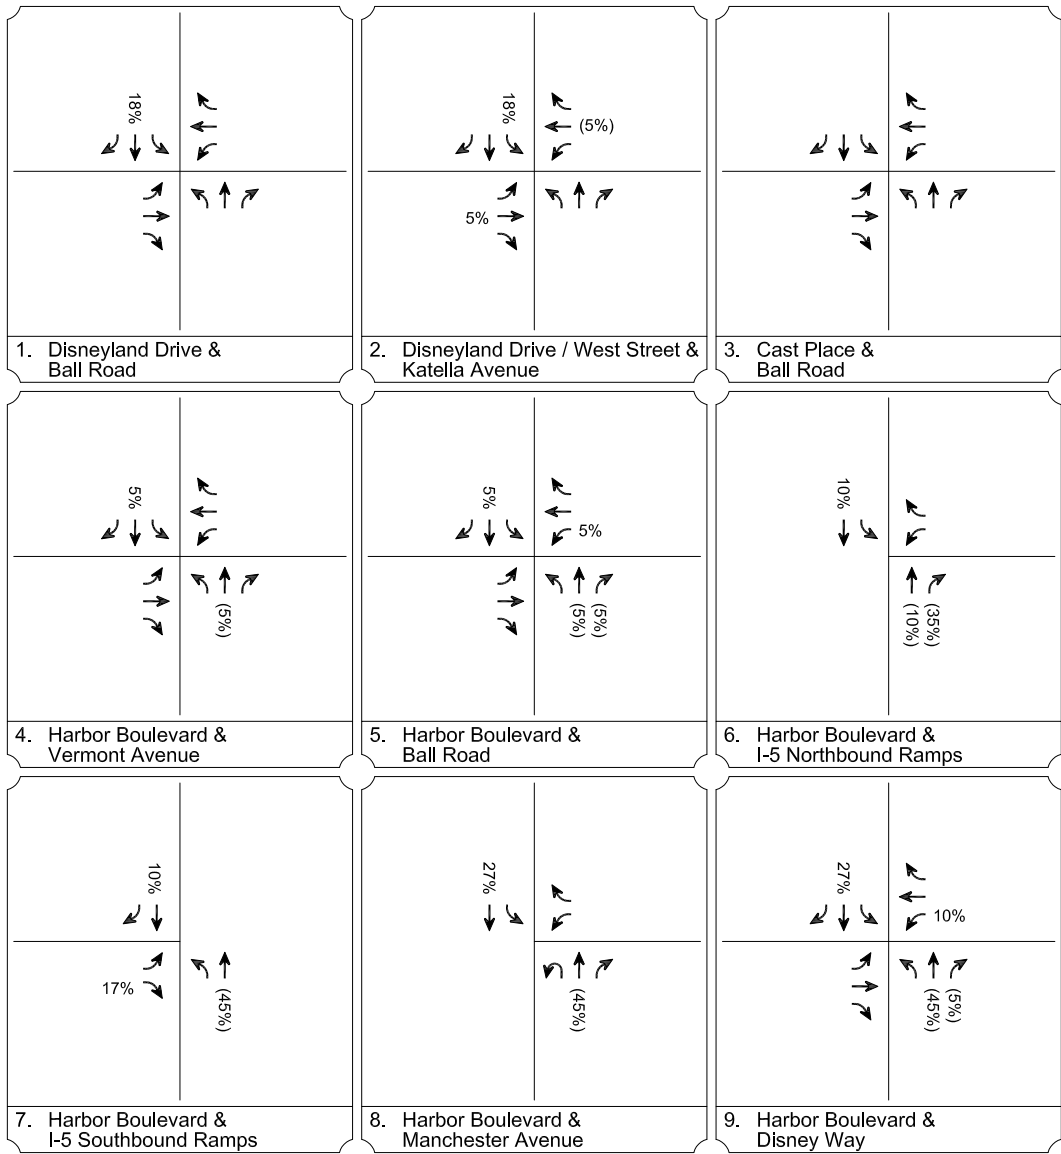 18%
1. Disneyland Drive &
Ball Road
18%
(5%)
5%
2. Disneyland Drive / West Street &
Katella Avenue
3. Cast Place &
Ball Road
5%
(5%)
4. Harbor Boulevard &
Vermont Avenue
5%
5%
(5%)
(5%)
5. Harbor Boulevard &
Ball Road
10%
(10%)
(35%)
6. Harbor Boulevard &
I-5 Northbound Ramps
10%
17%
(45%)
7. Harbor Boulevard &
I-5 Southbound Ramps
27%
(45%)
8. Harbor Boulevard &
Manchester Avenue
27%
10%
(45%)
(5%)
9. Harbor Boulevard &
Disney Way